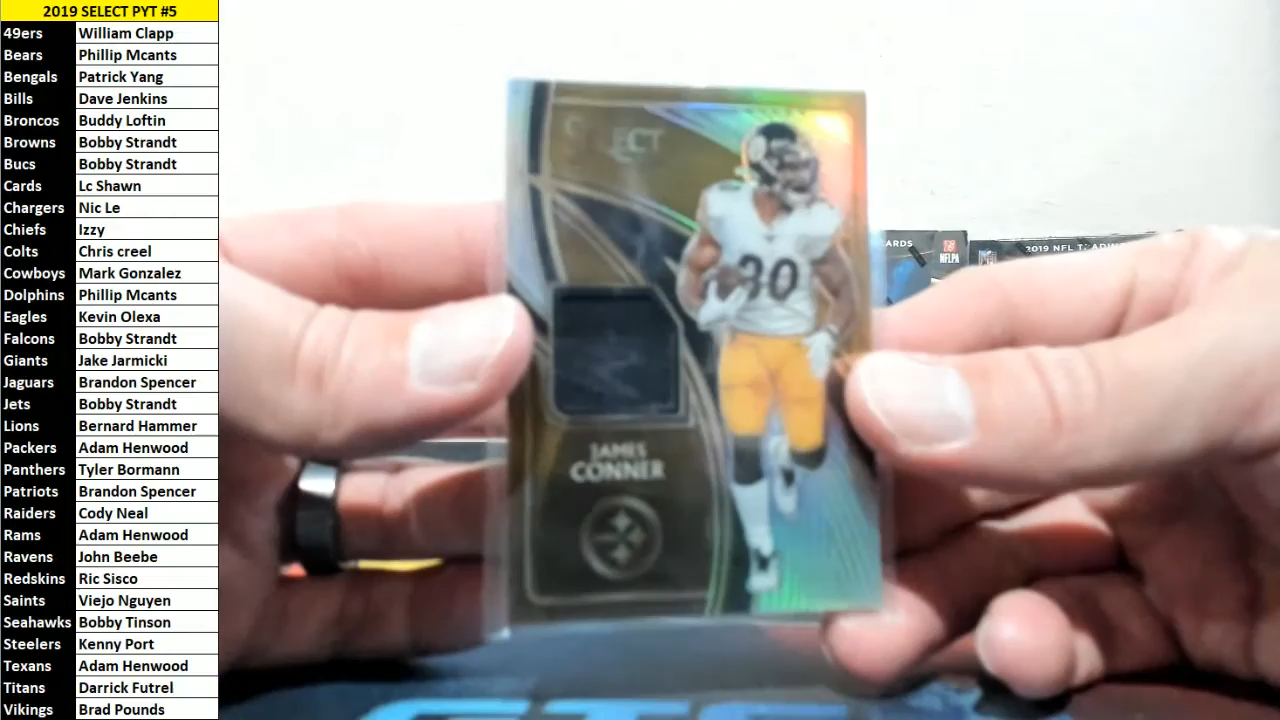 2019 SELECT PYT #5
49ers William Clapp
Bears Phillip Mcants
Bengals Patrick Yang
Bills Dave Jenkins
Broncos Buddy Loftin
Browns Bobby Strandt
Bucs Bobby Strandt
Cards Lc Shawn
Chargers Nic Le
Chiefs Izzy
Colts Chris creel
Cowboys Mark Gonzalez
Dolphins Phillip Mcants
Eagles Kevin Olexa
Falcons Bobby Strandt
Giants Jake Jarmicki
Jaguars Brandon Spencer
Jets Bobby Strandt
Lions Bernard Hammer
Packers Adam Henwood
Panthers Tyler Bormann
Patriots Brandon Spencer
Raiders Cody Neal
Rams Adam Henwood
Ravens John Beebe
Redskins Ric Sisco
Saints Viejo Nguyen
Seahawks Bobby Tinson
Steelers Kenny Port
Texans Adam Henwood
Titans Darrick Futrel
Vikings Brad Pounds
SELECT
30
JAMES
CONNER
NFLPA
2019 NFL